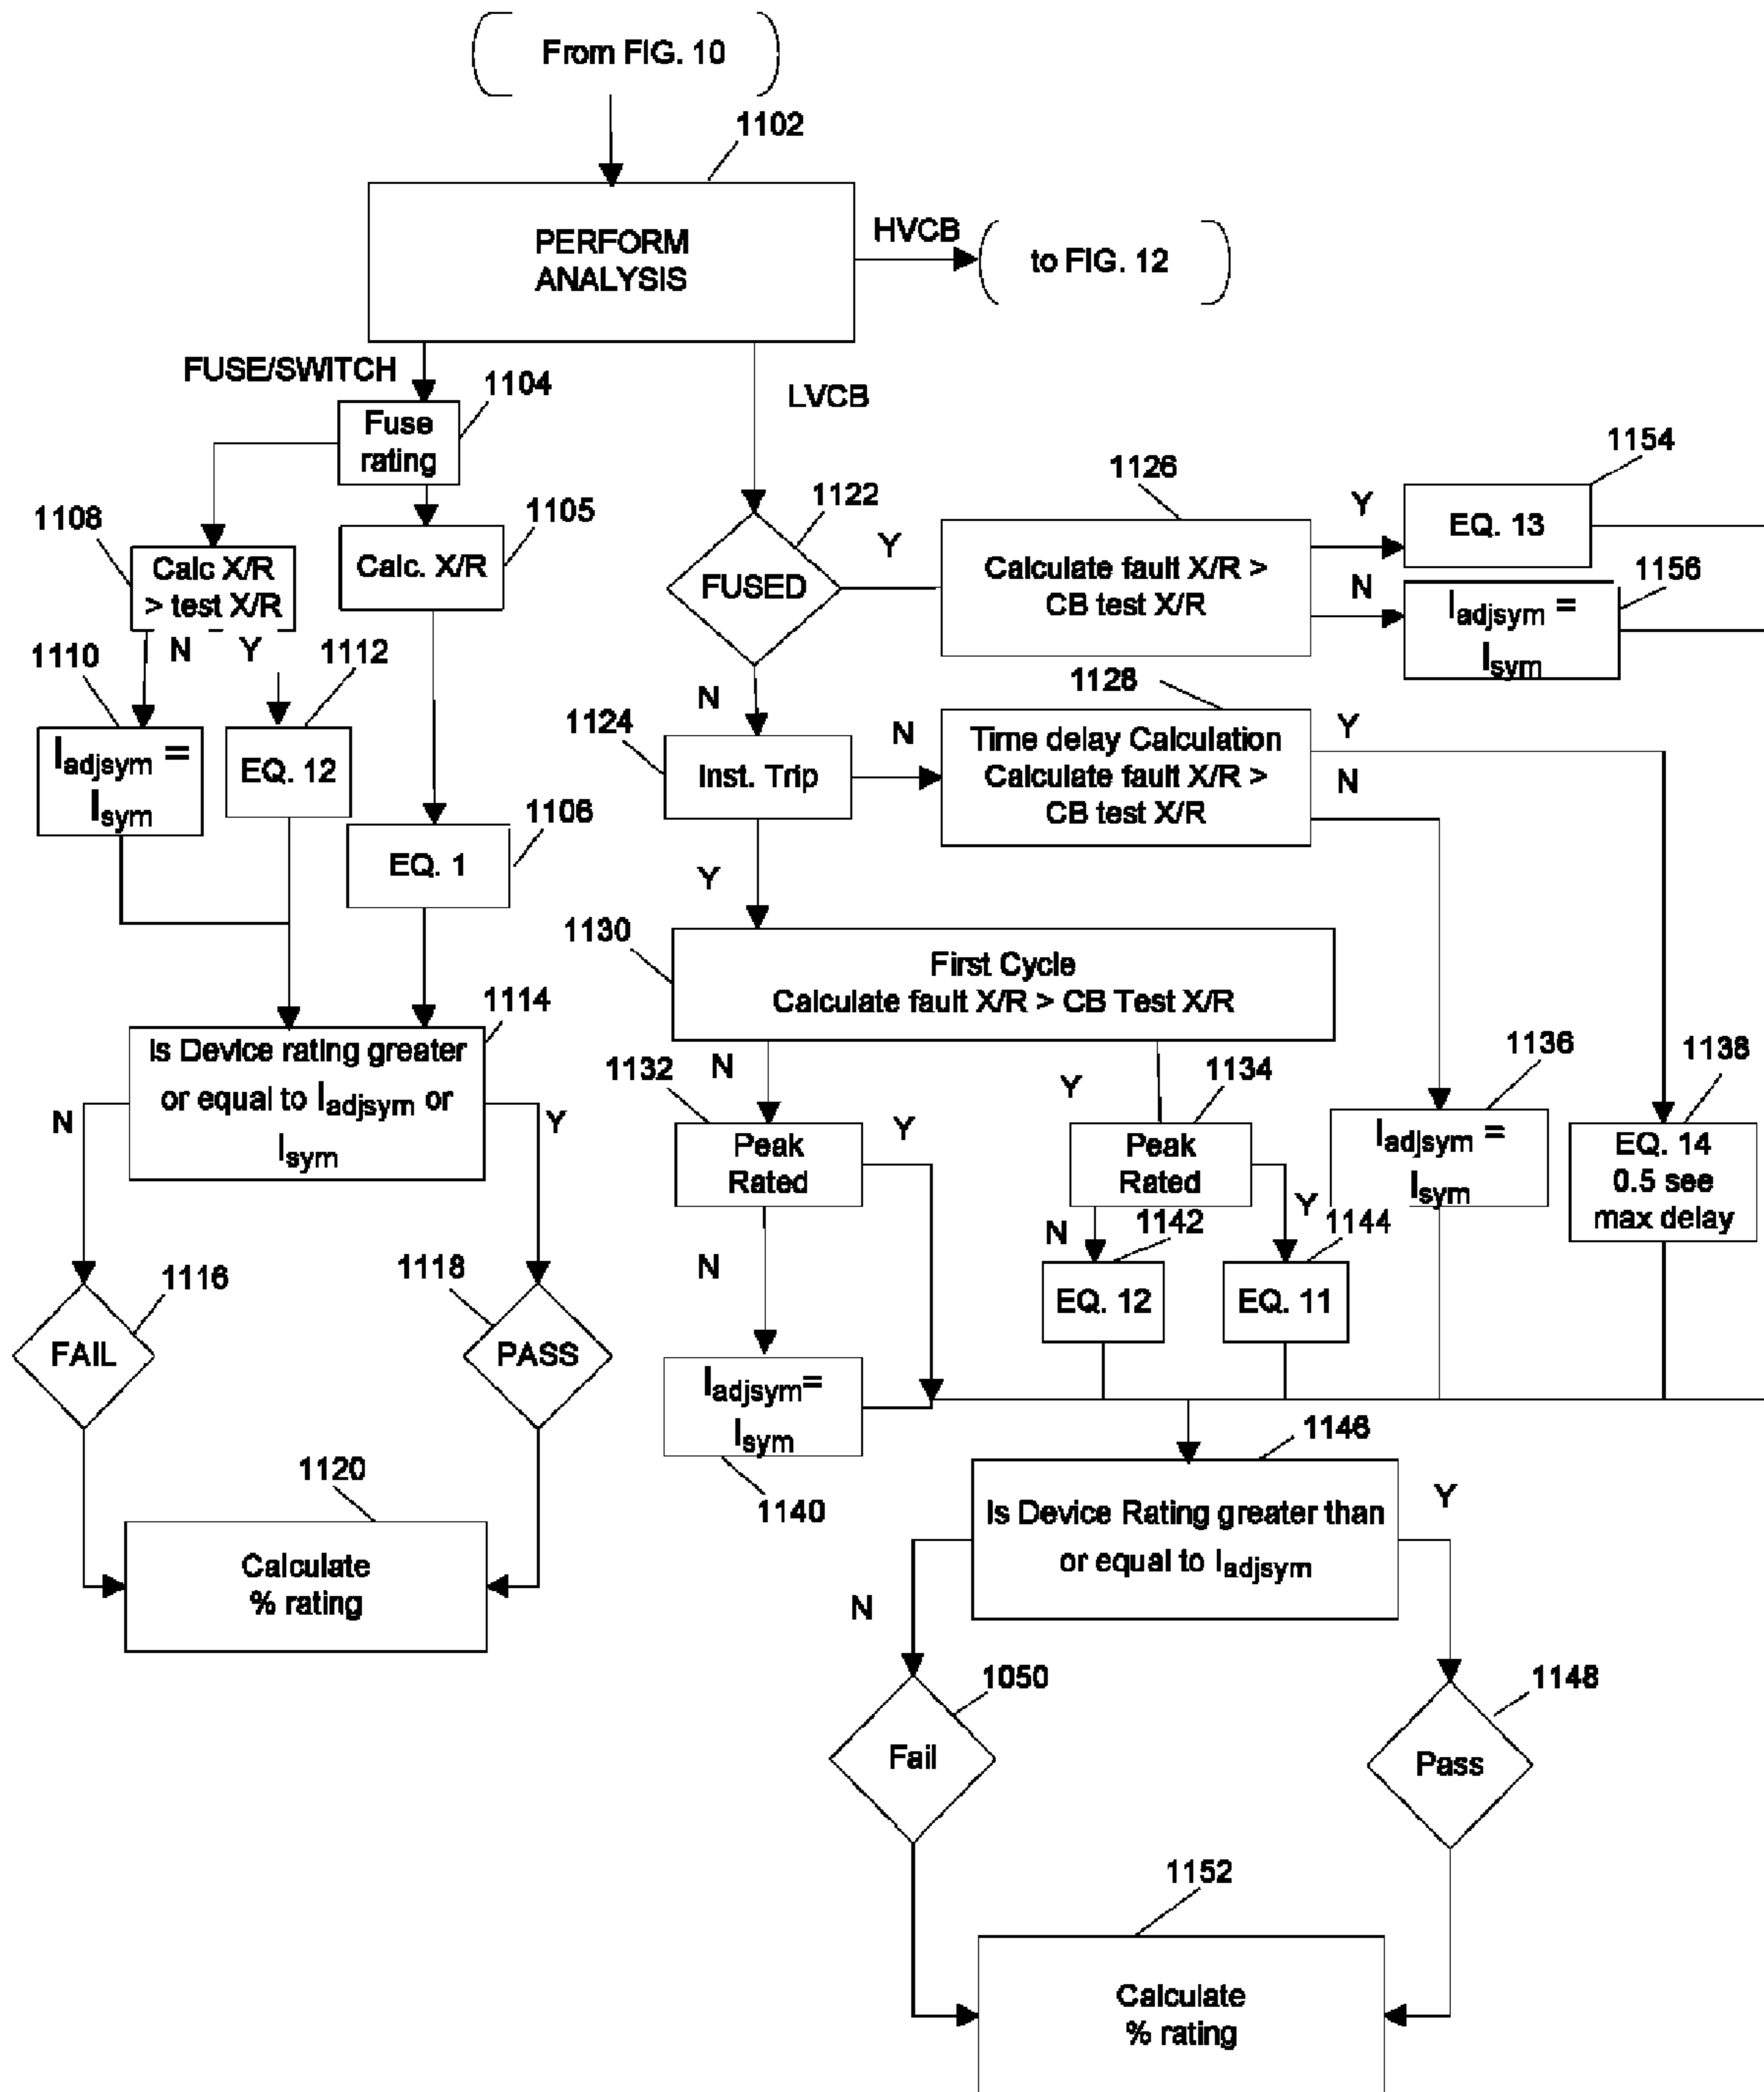 From FIG. 10
1102
PERFORM
ANALYSIS
HVCB
to FIG. 12
FUSE/SWITCH
LVCB
1104
Fuse
rating
1108
Calc X/R
> test X/R
N
Y
1105
Calc. X/R
1110
Iadjsym =
Isym
1112
EQ. 12
1106
EQ. 1
1114
Is Device rating greater
or equal to Iadjsym or
Isym
N
Y
1116
FAIL
1118
PASS
1120
Calculate
% rating
1122
FUSED
Y
N
1126
Calculate fault X/R >
CB test X/R
Y
N
1154
EQ. 13
1156
Iadjsym =
Isym
1124
Inst. Trip
N
Y
1128
Time delay Calculation
Calculate fault X/R >
CB test X/R
Y
N
1130
First Cycle
Calculate fault X/R > CB Test X/R
N
Y
1132
Peak
Rated
Y
N
1134
Peak
Rated
N
Y
1136
Iadjsym =
Isym
1138
EQ. 14
0.5 see
max delay
1142
EQ. 12
1144
EQ. 11
Iadjsym=
Isym
1140
1146
Is Device Rating greater than
or equal to Iadjsym
N
Y
1050
Fail
1148
Pass
1152
Calculate
% rating